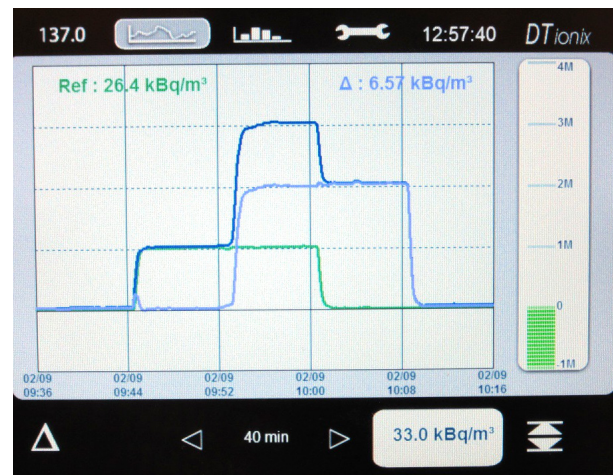 137.0
12:57:40
DTionix
Ref : 26.4 kBq/m³
Δ : 6.57 kBq/m³
4M
3M
2M
1M
0
-1M
02/09 02/09 02/09 02/09 02/09 02/09
09:36 09:44 09:52 10:00 10:08 10:16
Δ
40 min
33.0 kBq/m³